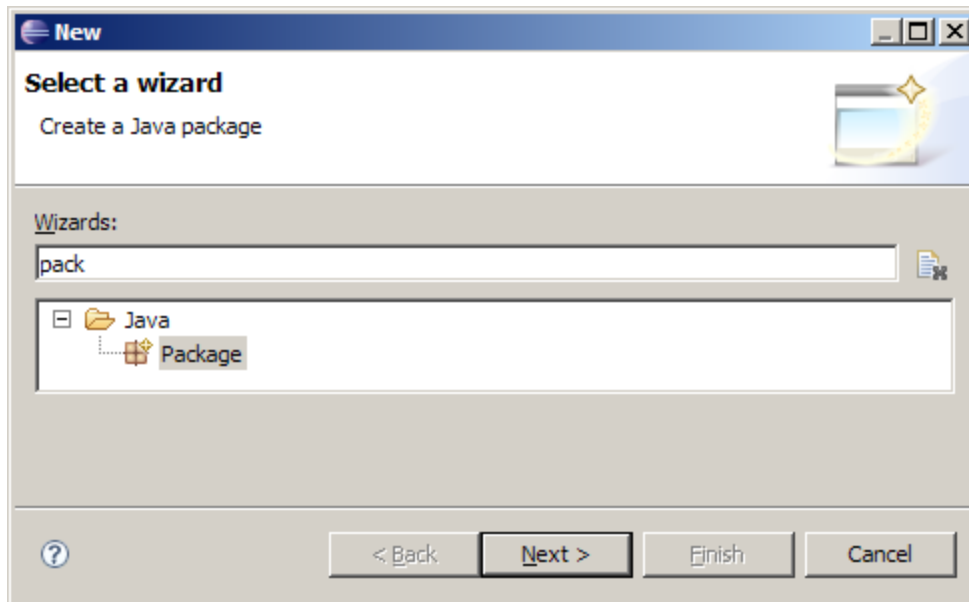 New
Select a wizard
Create a Java package
Wizards:
pack
Java
Package
< Back Next > Finish Cancel